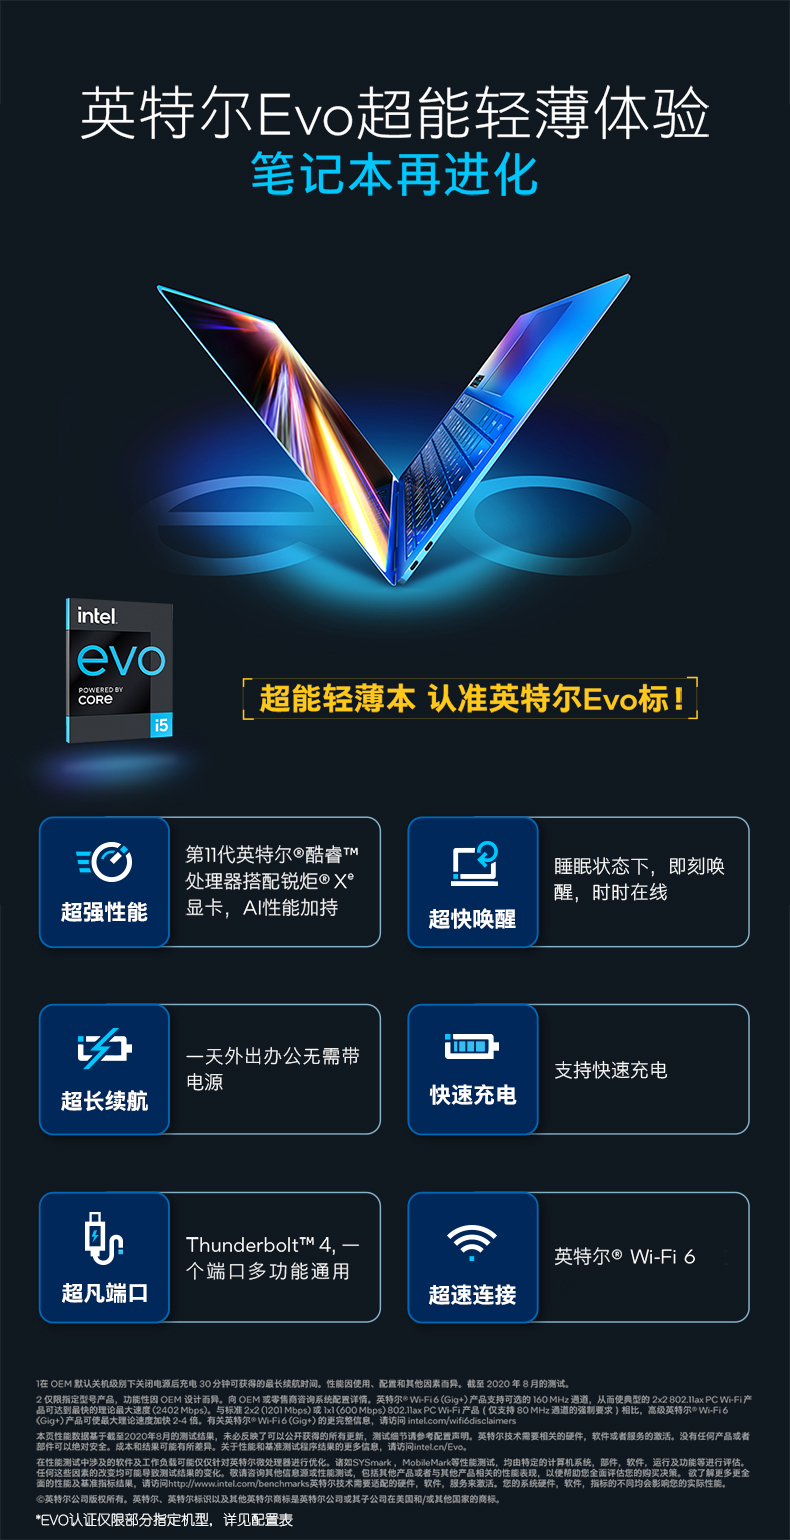 英特尔Evo超能轻薄体验
笔记本再进化
evo
intel.
evo
POWERED BY
CORE
i5
超能轻薄本 认准英特尔Evo标!
超强性能
第11代英特尔®酷睿™
处理器搭配锐炬® Xᵉ
显卡，AI性能加持
超快唤醒
睡眠状态下，即刻唤
醒，时时在线
超长续航
一天外出办公无需带
电源
快速充电
支持快速充电
超凡端口
Thunderbolt™ 4, 一
个端口多功能通用
超速连接
英特尔® Wi-Fi 6
1在 OEM 默认关机级别下关闭电源后充电 30 分钟可获得的最长续航时间。性能因使用、配置和其他因素而异。截至 2020 年 8 月的测试。
2 仅限指定型号产品，功能性因 OEM 设计而异。向 OEM 或零售商咨询系统配置详情。英特尔® Wi-Fi 6 (Gig+) 产品支持可选的 160 MHz 通道，从而使典型的 2x2 802.11ax PC Wi-Fi 产
品可达到最快的理论最大速度 (2402 Mbps)。与标准 2x2 (1201 Mbps) 或 1x1 (600 Mbps) 802.11ax PC Wi-Fi 产品 ( 仅支持 80 MHz 通道的强制要求 ) 相比，高级英特尔® Wi-Fi 6
(Gig+) 产品可使最大理论速度加快 2-4 倍。有关英特尔® Wi-Fi 6 (Gig+) 的更完整信息，请访问 intel.com/wifi6disclaimers
本页性能数据基于截至2020年8月的测试结果，未必反映了可以公开获得的所有更新，测试细节请参考配置声明。英特尔技术需要相关的硬件，软件或者服务的激活。没有任何产品或者
部件可以绝对安全。成本和结果可能有所差异。关于性能和基准测试程序结果的更多信息，请访问intel.cn/Evo。
在性能测试中涉及的软件及工作负载可能仅仅针对英特尔微处理器进行优化。诸如SYSmark ，MobileMark等性能测试，均由特定的计算机系统，部件，软件，运行及功能等进行评估。
任何这些因素的改变均可能导致测试结果的变化。敬请咨询其他信息源或性能测试，包括其他产品或者与其他产品相关的性能表现，以便帮助您全面评估您的购买决策。 欲了解更多更全
面的性能及基准指标结果，请访问http://www.intel.com/benchmarks英特尔技术需要适配的硬件，软件，服务来激活。您的系统硬件，软件，指标的不同均会影响您的实际性能。
©英特尔公司版权所有。英特尔、英特尔标识以及其他英特尔商标是英特尔公司或其子公司在美国和/或其他国家的商标。
*EVO认证仅限部分指定机型，详见配置表